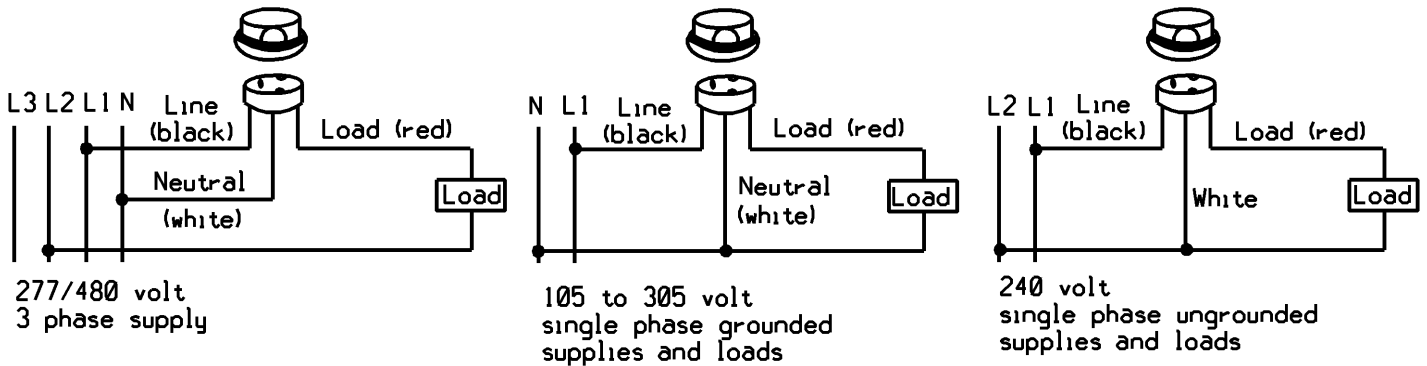 L3 L2 L1 N
Line
(black)
Load (red)
Neutral
(white)
Load
277/480 volt
3 phase supply
N L1
Line
(black)
Load (red)
Neutral
(white)
Load
105 to 305 volt
single phase grounded
supplies and loads
L2 L1
Line
(black)
Load (red)
White
Load
240 volt
single phase ungrounded
supplies and loads